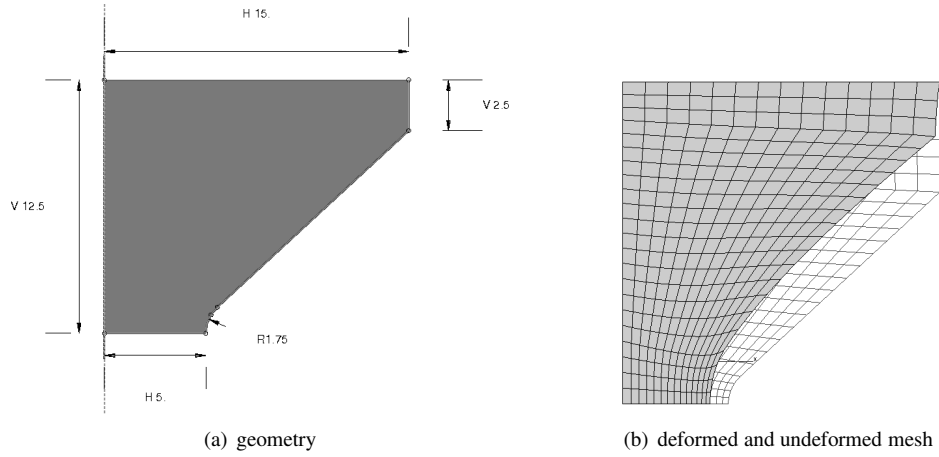 H 15.
V 2.5
V 12.5
R1.75
H 5.
(a) geometry
(b) deformed and undeformed mesh